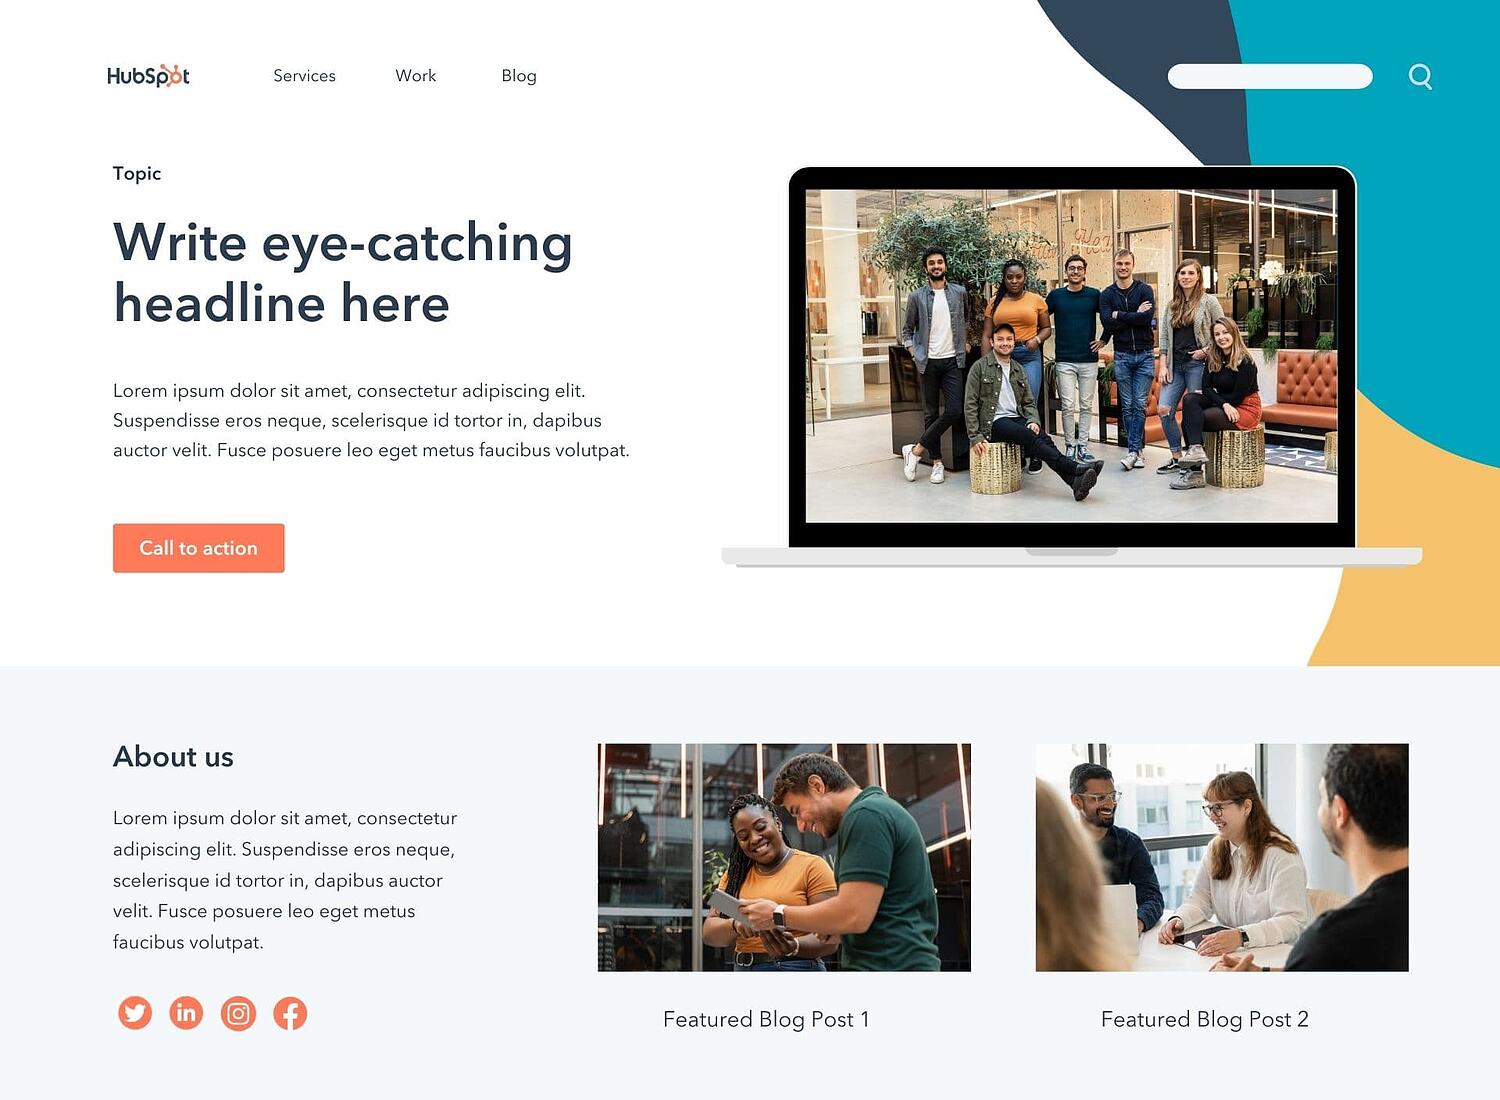 HubSpot
Services
Work
Blog
Topic
Write eye-catching
headline here
Lorem ipsum dolor sit amet, consectetur adipiscing elit.
Suspendisse eros neque, scelerisque id tortor in, dapibus
auctor velit. Fusce posuere leo eget metus faucibus volutpat.
Call to action
About us
Lorem ipsum dolor sit amet, consectetur
adipiscing elit. Suspendisse eros neque,
scelerisque id tortor in, dapibus auctor
velit. Fusce posuere leo eget metus
faucibus volutpat.
in
Featured Blog Post 1
Featured Blog Post 2